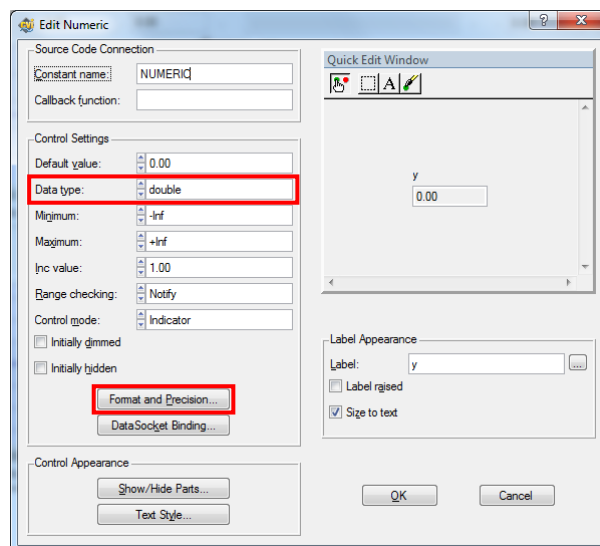 Edit Numeric
Source Code Connection
Constant name: NUMERIC
Callback function:
Control Settings
Default value: 0.00
Data type: double
Minimum: -Inf
Maximum: +Inf
Inc value: 1.00
Range checking: Notify
Control mode: Indicator
Initially dimmed
Initially hidden
Format and Precision...
DataSocket Binding...
Control Appearance
Show/Hide Parts...
Text Style...
Quick Edit Window
A
y
0.00
Label Appearance
Label: y ...
Label raised
Size to text
OK Cancel